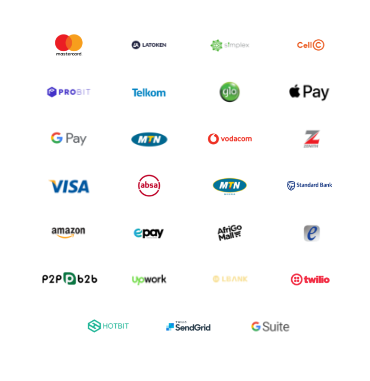 mastercard
LATOKEN
simplex
Cell C
PROBIT
Telkom
glo
Pay
G Pay
MTN
vodacom
Z
VISA
absa
MTN
Standard Bank
amazon
epay
AfriGo
Mall
e
P2P b2b
Upwork
LBANK
twilio
HOTBIT
SendGrid
G Suite